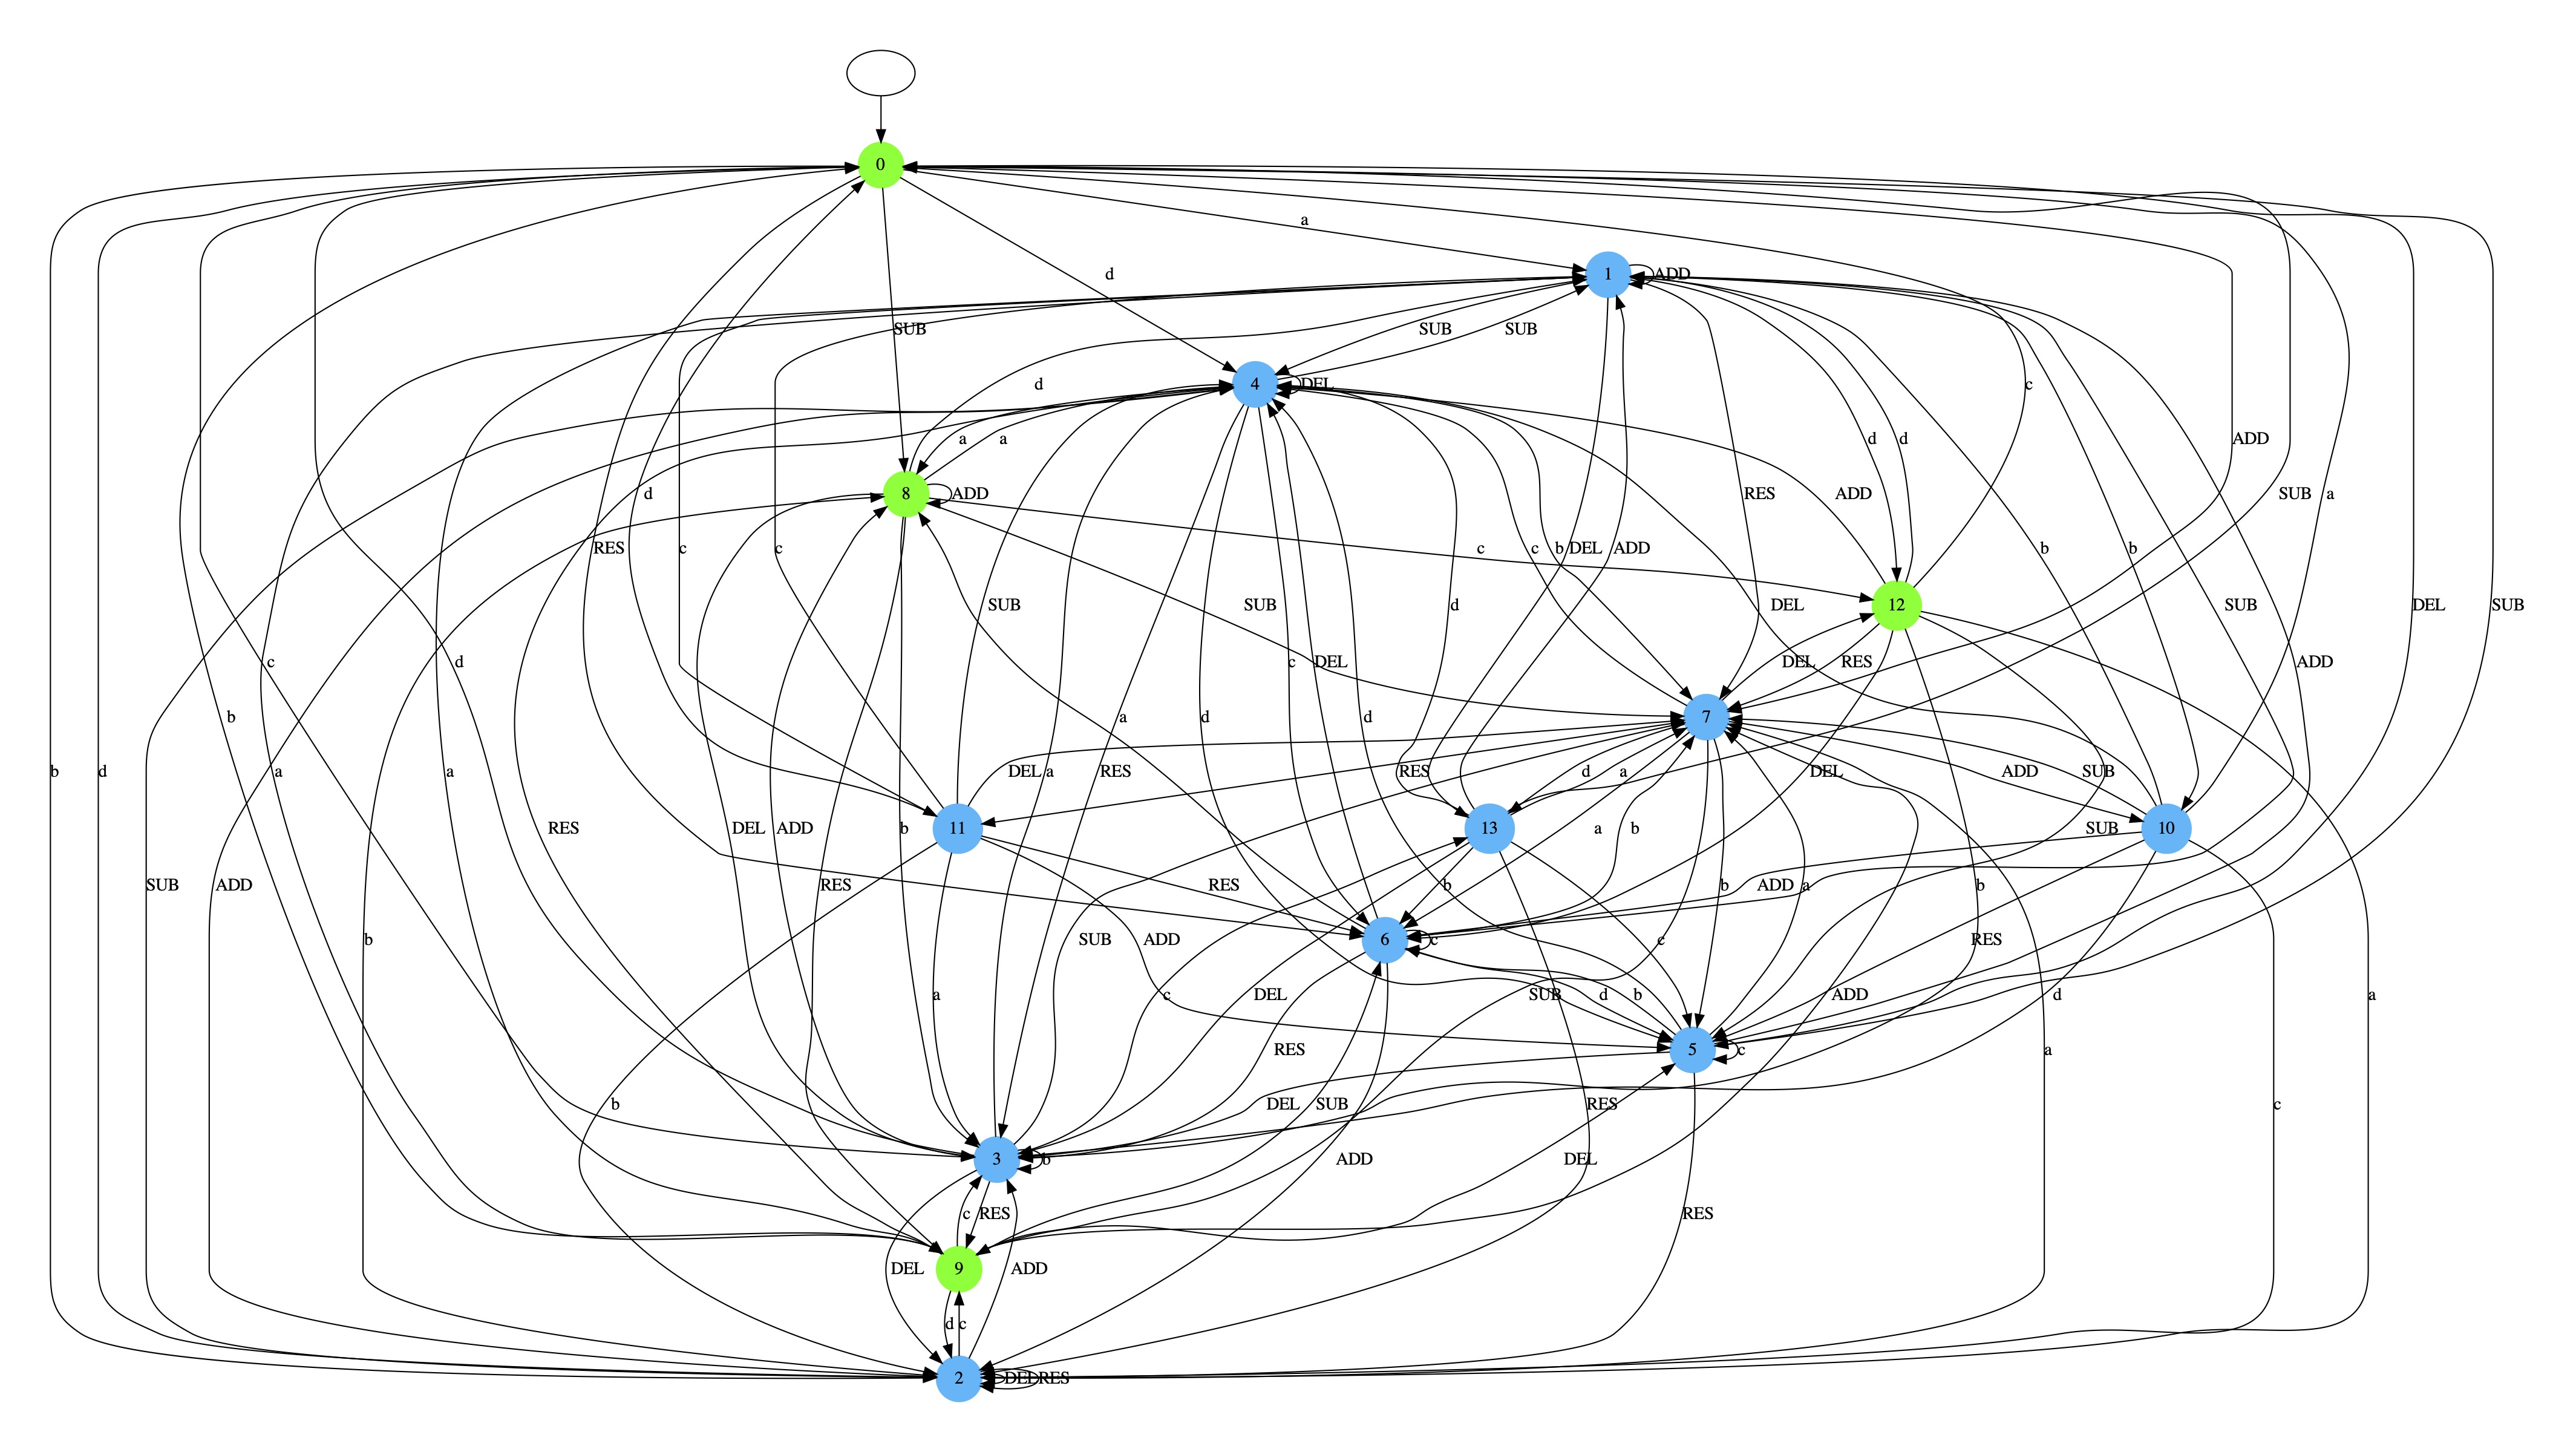 0
a
d
1 ADD
SUB
SUB SUB
d 4 DEL c
a a d d ADD
d 8 ADD RES ADD SUB a
RES c c c b DEL ADD b b
SUB SUB d DEL 12 SUB DEL SUB
c d c DEL DEL RES ADD
b a d d 7
b d a a DEL RES RES d a ADD SUB
RES DEL ADD b 11 13 a b SUB 10
SUB ADD RES RES b b a ADD b
b SUB ADD 6 c c RES
a c DEL d b SUB ADD d a
RES 5 c a
b DEL SUB RES c
3 b ADD DEL
c RES RES
DEL 9 ADD
d c
2 DEL RES